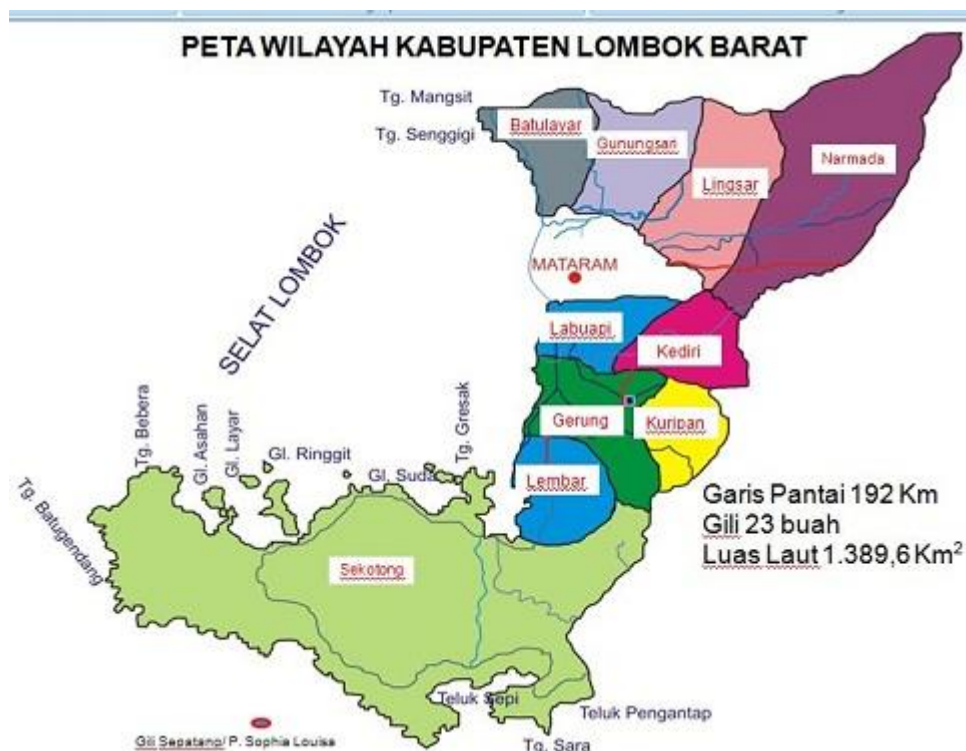 PETA WILAYAH KABUPATEN LOMBOK BARAT
Tg. Mangsit
Tg. Senggigi
Batulayar
Gunungsari
Lingsar
Narmada
MATARAM
SELAT LOMBOK
Labuapi
Kediri
Gerung
Kuripan
Lembar
Tg. Bebera
Gl. Asahan
Gl. Layar
Gl. Ringgit
Gl. Suda
Tg. Gresak
Tg. Batugendang
Sekotong
Garis Pantai 192 Km
Gili 23 buah
Luas Laut 1.389,6 Km²
Teluk Sepi
Teluk Pengantap
Tg. Sara
Gili Sepatang/ P. Sophia Louisa